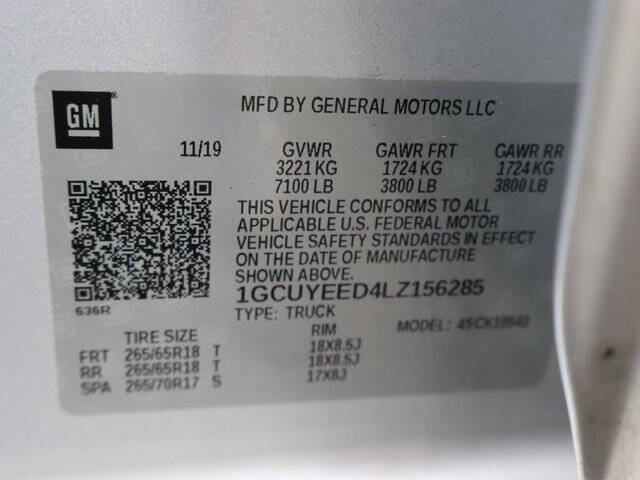 GM
MFD BY GENERAL MOTORS LLC
11/19 GVWR GAWR FRT GAWR RR
3221 KG 1724 KG 1724 KG
7100 LB 3800 LB 3800 LB
THIS VEHICLE CONFORMS TO ALL
APPLICABLE U.S. FEDERAL MOTOR
VEHICLE SAFETY STANDARDS IN EFFECT
ON THE DATE OF MANUFACTURE
SHOWN ABOVE.
636R
1GCUYEED4LZ156285
TYPE: TRUCK MODEL:
TIRE SIZE RIM
FRT 265/65R18 T 18X8.5J
RR 265/65R18 T 18X8.5J
SPA 265/70R17 S 17X8J